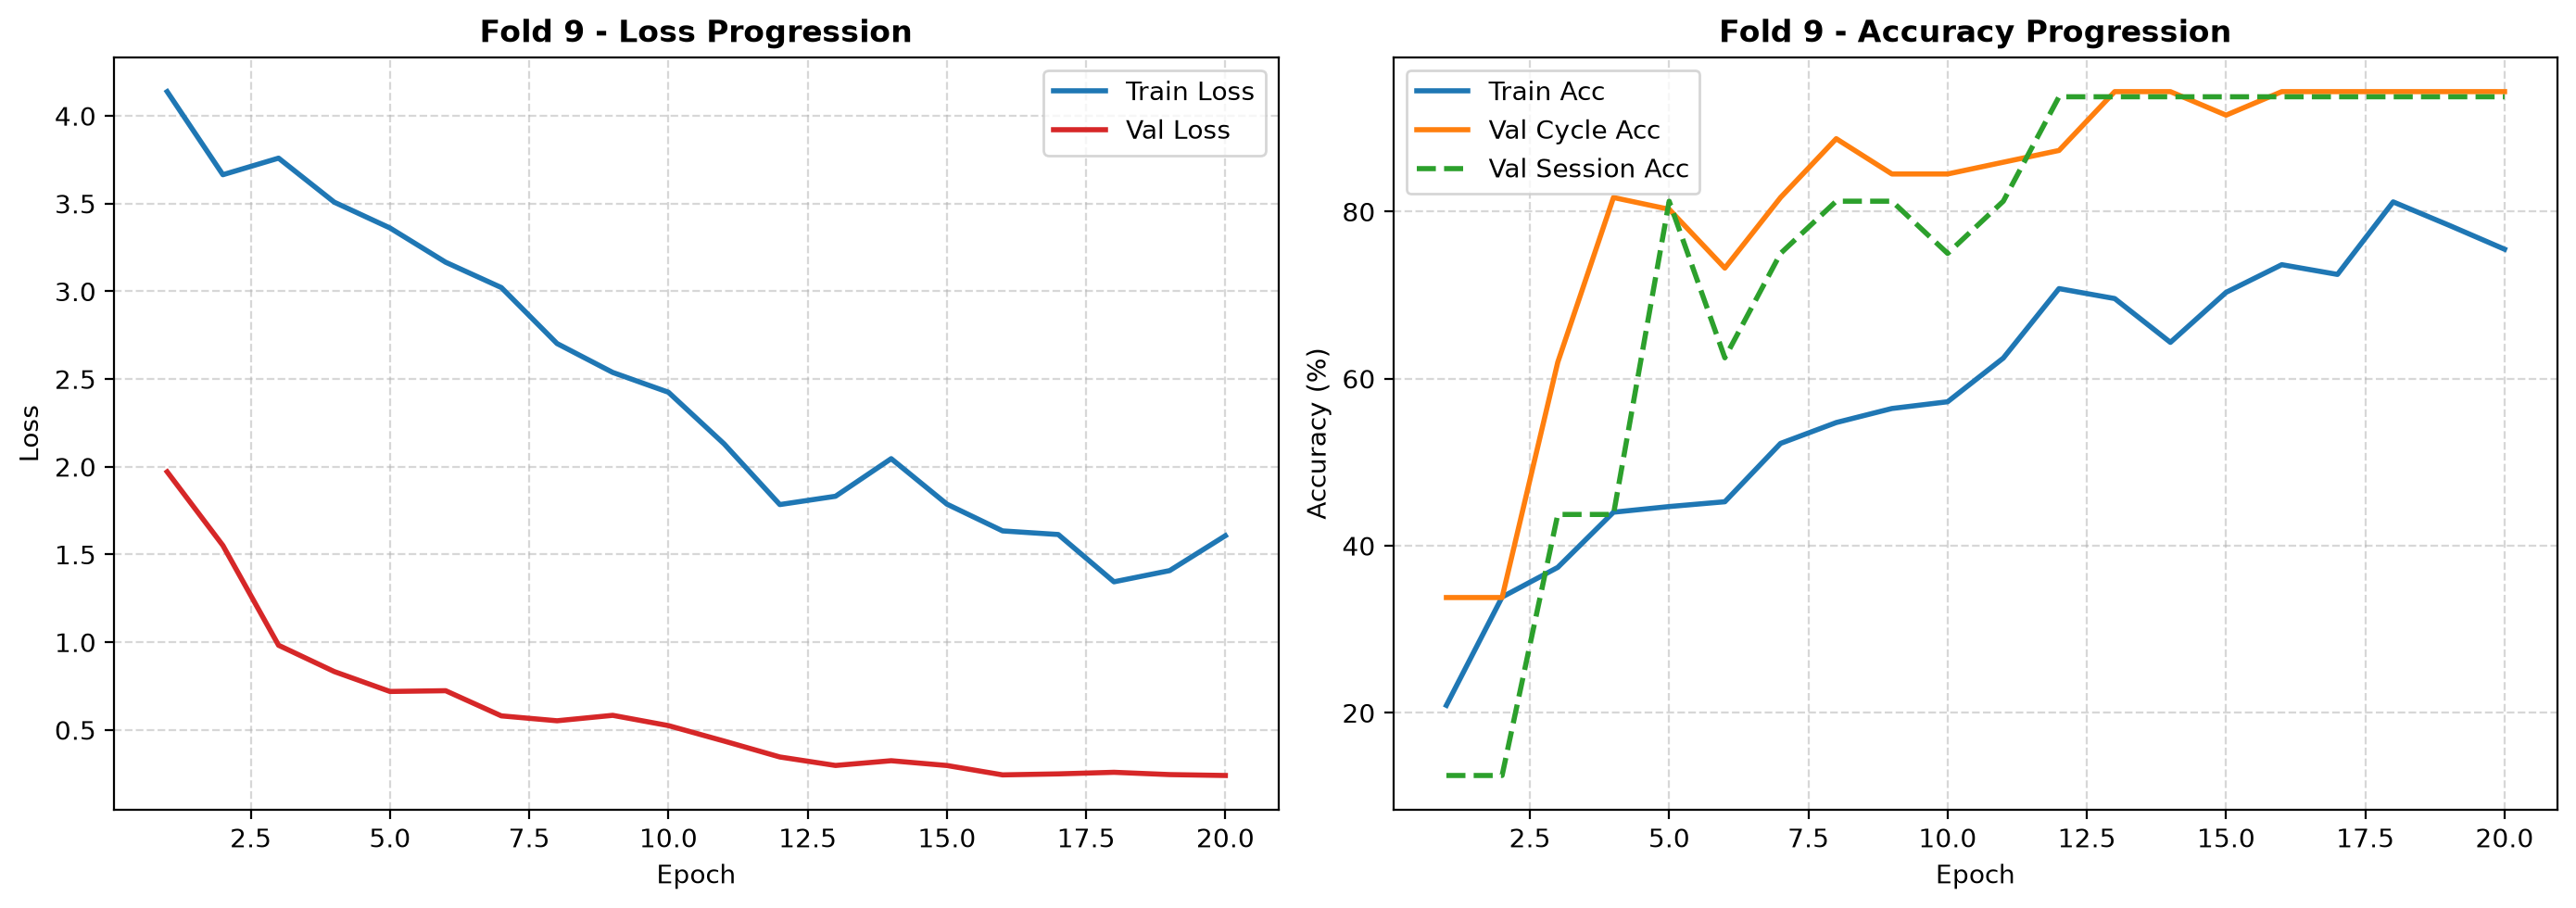 Fold 9 - Loss Progression
Train Loss
Val Loss
4.0
3.5
3.0
2.5
2.0
1.5
1.0
0.5
Loss
2.5 5.0 7.5 10.0 12.5 15.0 17.5 20.0
Epoch
Fold 9 - Accuracy Progression
Train Acc
Val Cycle Acc
Val Session Acc
80
60
40
20
Accuracy (%)
2.5 5.0 7.5 10.0 12.5 15.0 17.5 20.0
Epoch